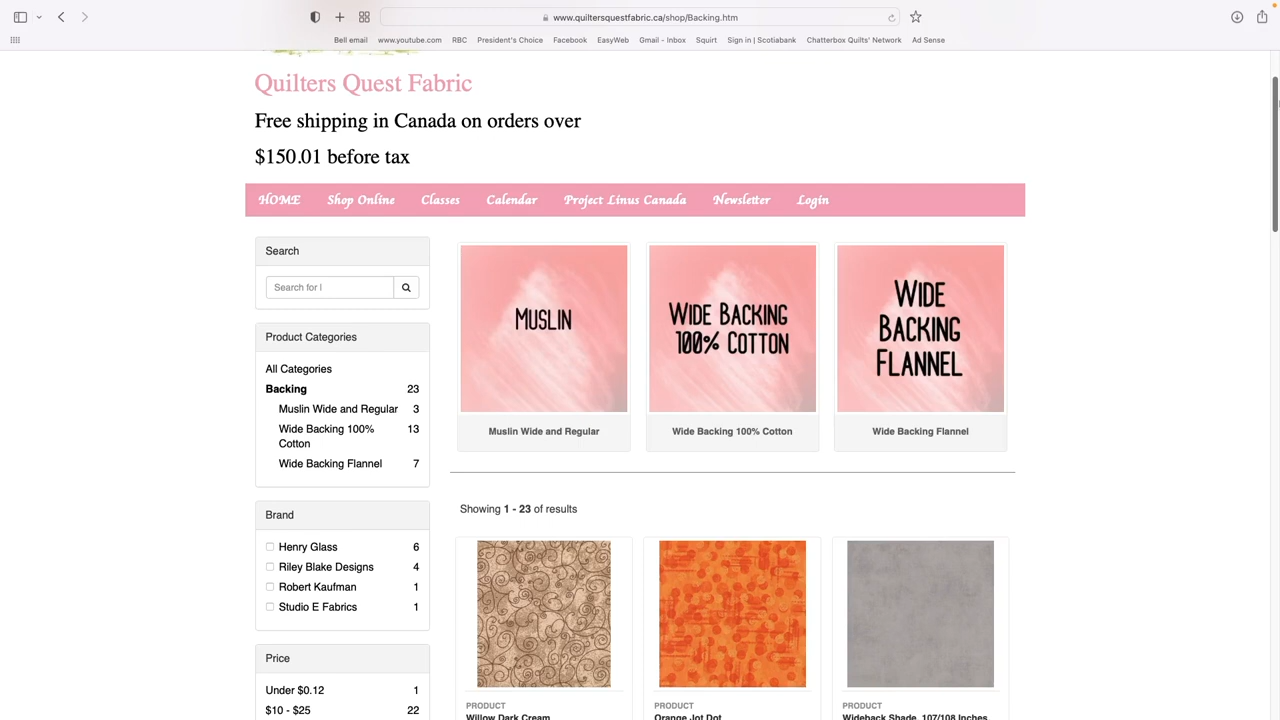 www.quiltersquestfabric.ca/shop/Backing.htm
Bell email www.youtube.com RBC President's Choice Facebook EasyWeb Gmail - Inbox Squirt Sign in | Scotiabank Chatterbox Quilts' Network Ad Sense
Quilters Quest Fabric
Free shipping in Canada on orders over
$150.01 before tax
HOME Shop Online Classes Calendar Project Linus Canada Newsletter Login
Search
Search for I
Product Categories
All Categories
Backing 23
Muslin Wide and Regular 3
Wide Backing 100% 13
Cotton
Wide Backing Flannel 7
Brand
Henry Glass 6
Riley Blake Designs 4
Robert Kaufman 1
Studio E Fabrics 1
Price
Under $0.12 1
$10 - $25 22
MUSLIN
Muslin Wide and Regular
WIDE BACKING
100% COTTON
Wide Backing 100% Cotton
WIDE
BACKING
FLANNEL
Wide Backing Flannel
Showing 1 - 23 of results
PRODUCT
Willow Dark Cream
PRODUCT
Orange Jot Dot
PRODUCT
Wideback Shade, 107/108 Inches,